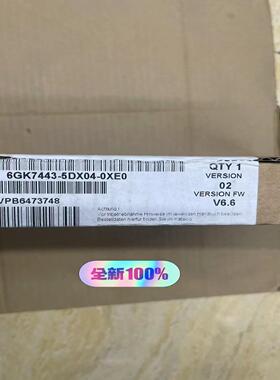 QTY 1
6GK7443-5DX04-0XE0
VERSION
02
VERSION FW
V6.6
VPB6473748
Achtung !
全新100%